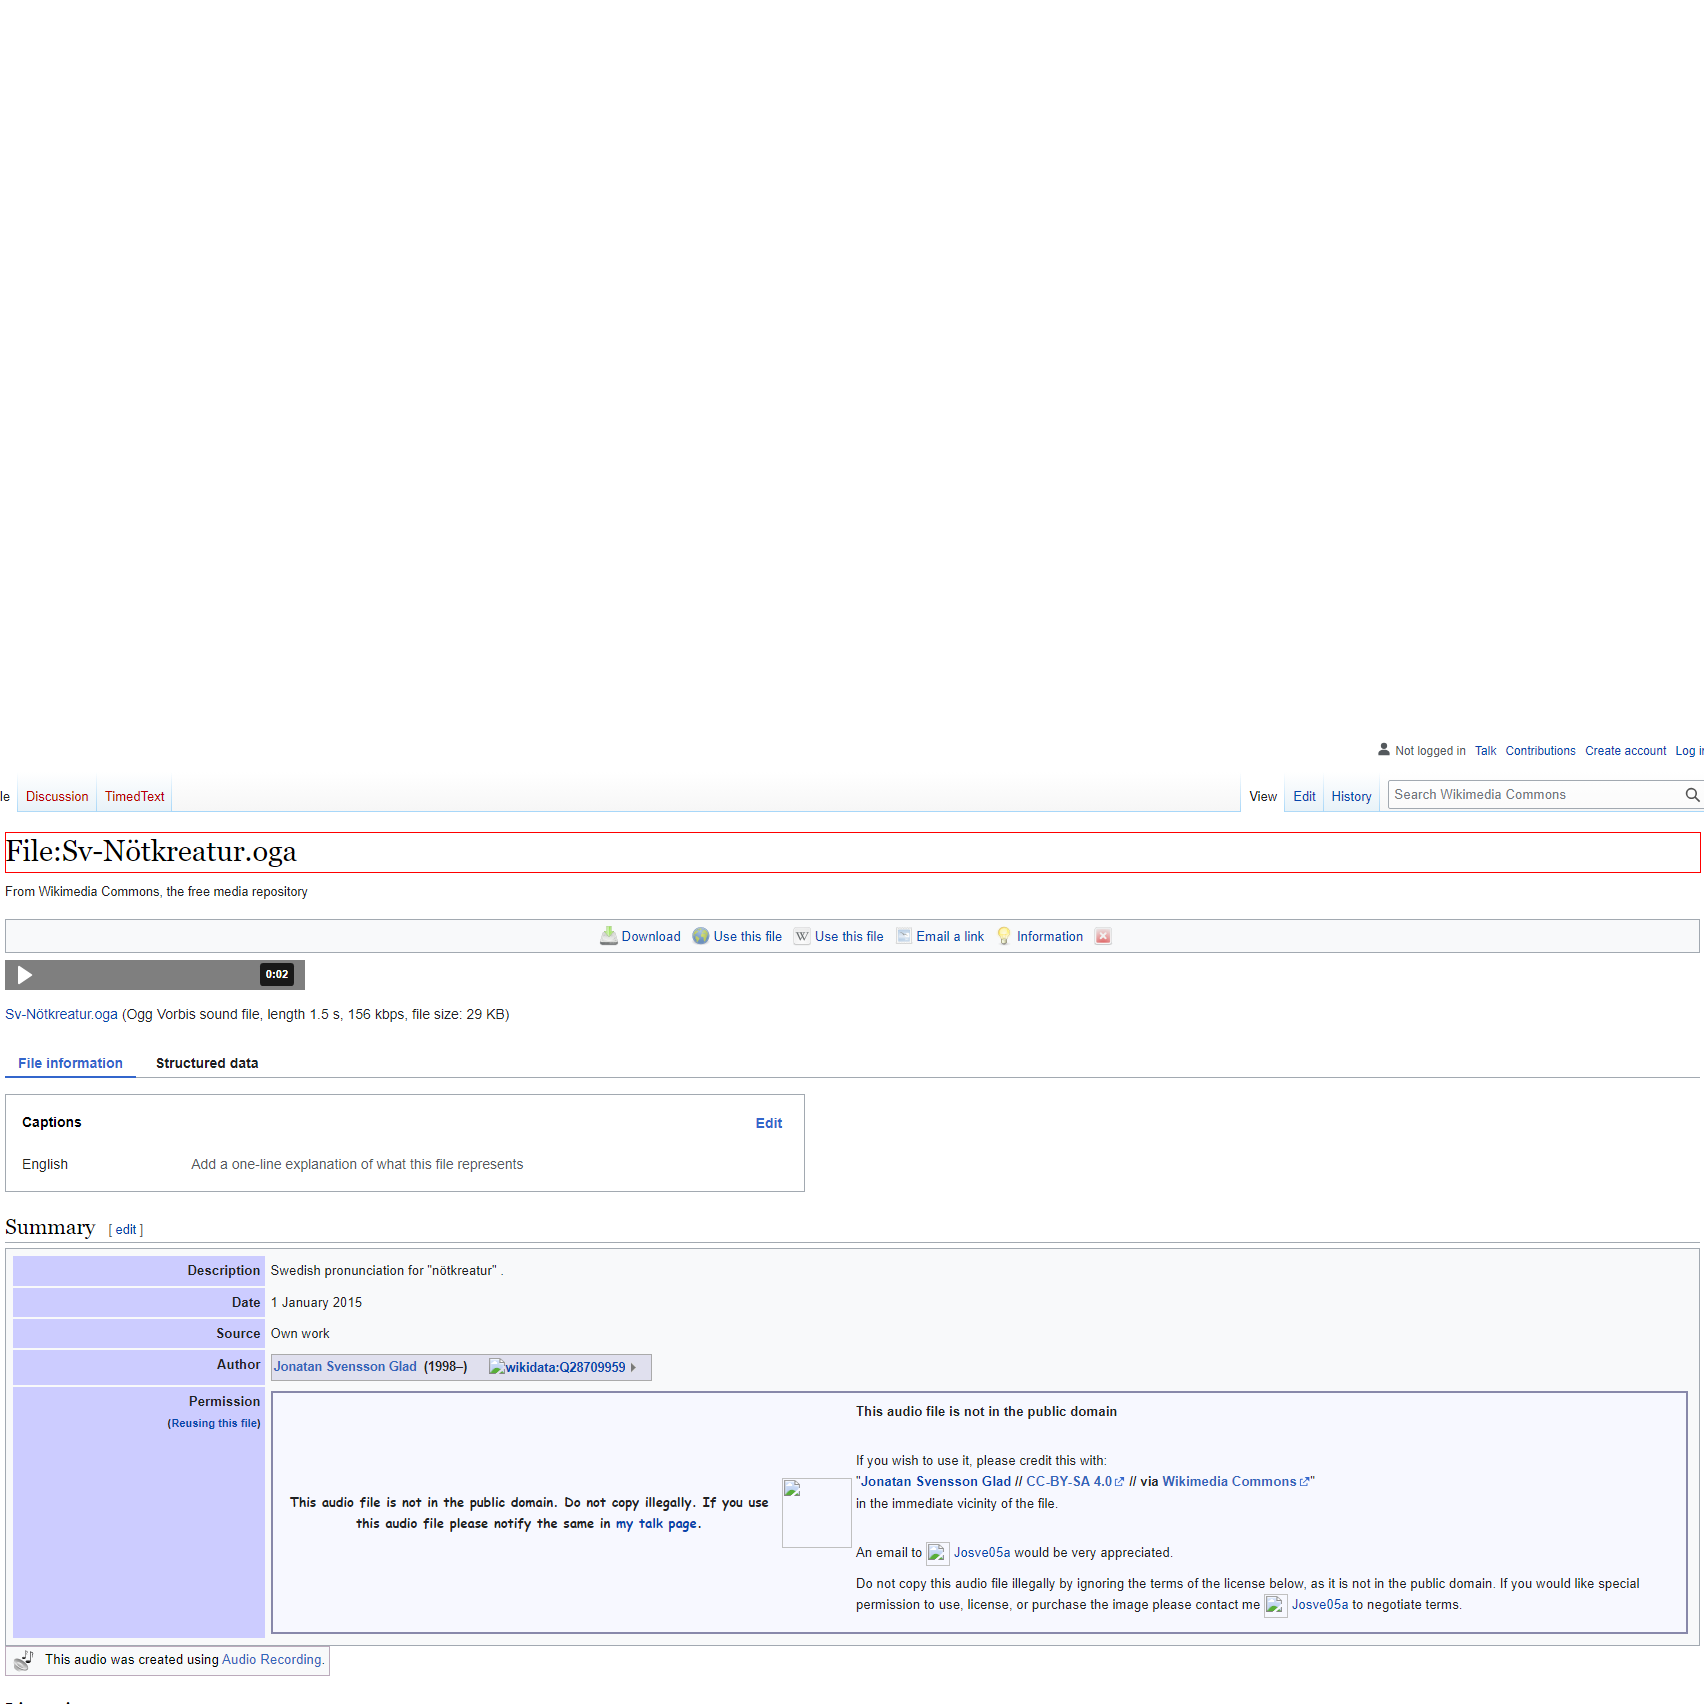 Not logged in Talk Contributions Create account Log in
le Discussion TimedText View Edit History Search Wikimedia Commons
File:Sv-Nötkreatur.oga
From Wikimedia Commons, the free media repository
Download Use this file W Use this file Email a link Information
0:02
Sv-Nötkreatur.oga (Ogg Vorbis sound file, length 1.5 s, 156 kbps, file size: 29 KB)
File information Structured data
Captions Edit
English Add a one-line explanation of what this file represents
Summary [ edit ]
Description Swedish pronunciation for "nötkreatur" .
Date 1 January 2015
Source Own work
Author Jonatan Svensson Glad (1998–) wikidata:Q28709959
Permission
(Reusing this file)
This audio file is not in the public domain. Do not copy illegally. If you use
this audio file please notify the same in my talk page.
This audio file is not in the public domain
If you wish to use it, please credit this with:
"Jonatan Svensson Glad // CC-BY-SA 4.0 // via Wikimedia Commons"
in the immediate vicinity of the file.
An email to Josve05a would be very appreciated.
Do not copy this audio file illegally by ignoring the terms of the license below, as it is not in the public domain. If you would like special
permission to use, license, or purchase the image please contact me Josve05a to negotiate terms.
This audio was created using Audio Recording.